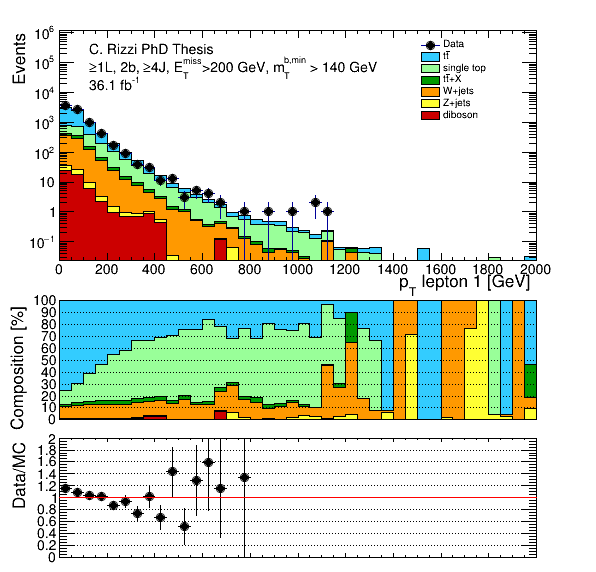 Events
10⁶
10⁵
10⁴
10³
10²
10
1
10⁻¹
C. Rizzi PhD Thesis
≥1L, 2b, ≥4J, E_T^miss>200 GeV, m_T^b,min > 140 GeV
36.1 fb⁻¹
Data
tt̄
single top
tt̄+X
W+jets
Z+jets
diboson
0 200 400 600 800 1000 1200 1400 1600 1800 2000
p_T lepton 1 [GeV]
Composition [%]
100
90
80
70
60
50
40
30
20
10
0
Data/MC
2
1.8
1.6
1.4
1.2
1
0.8
0.6
0.4
0.2
0